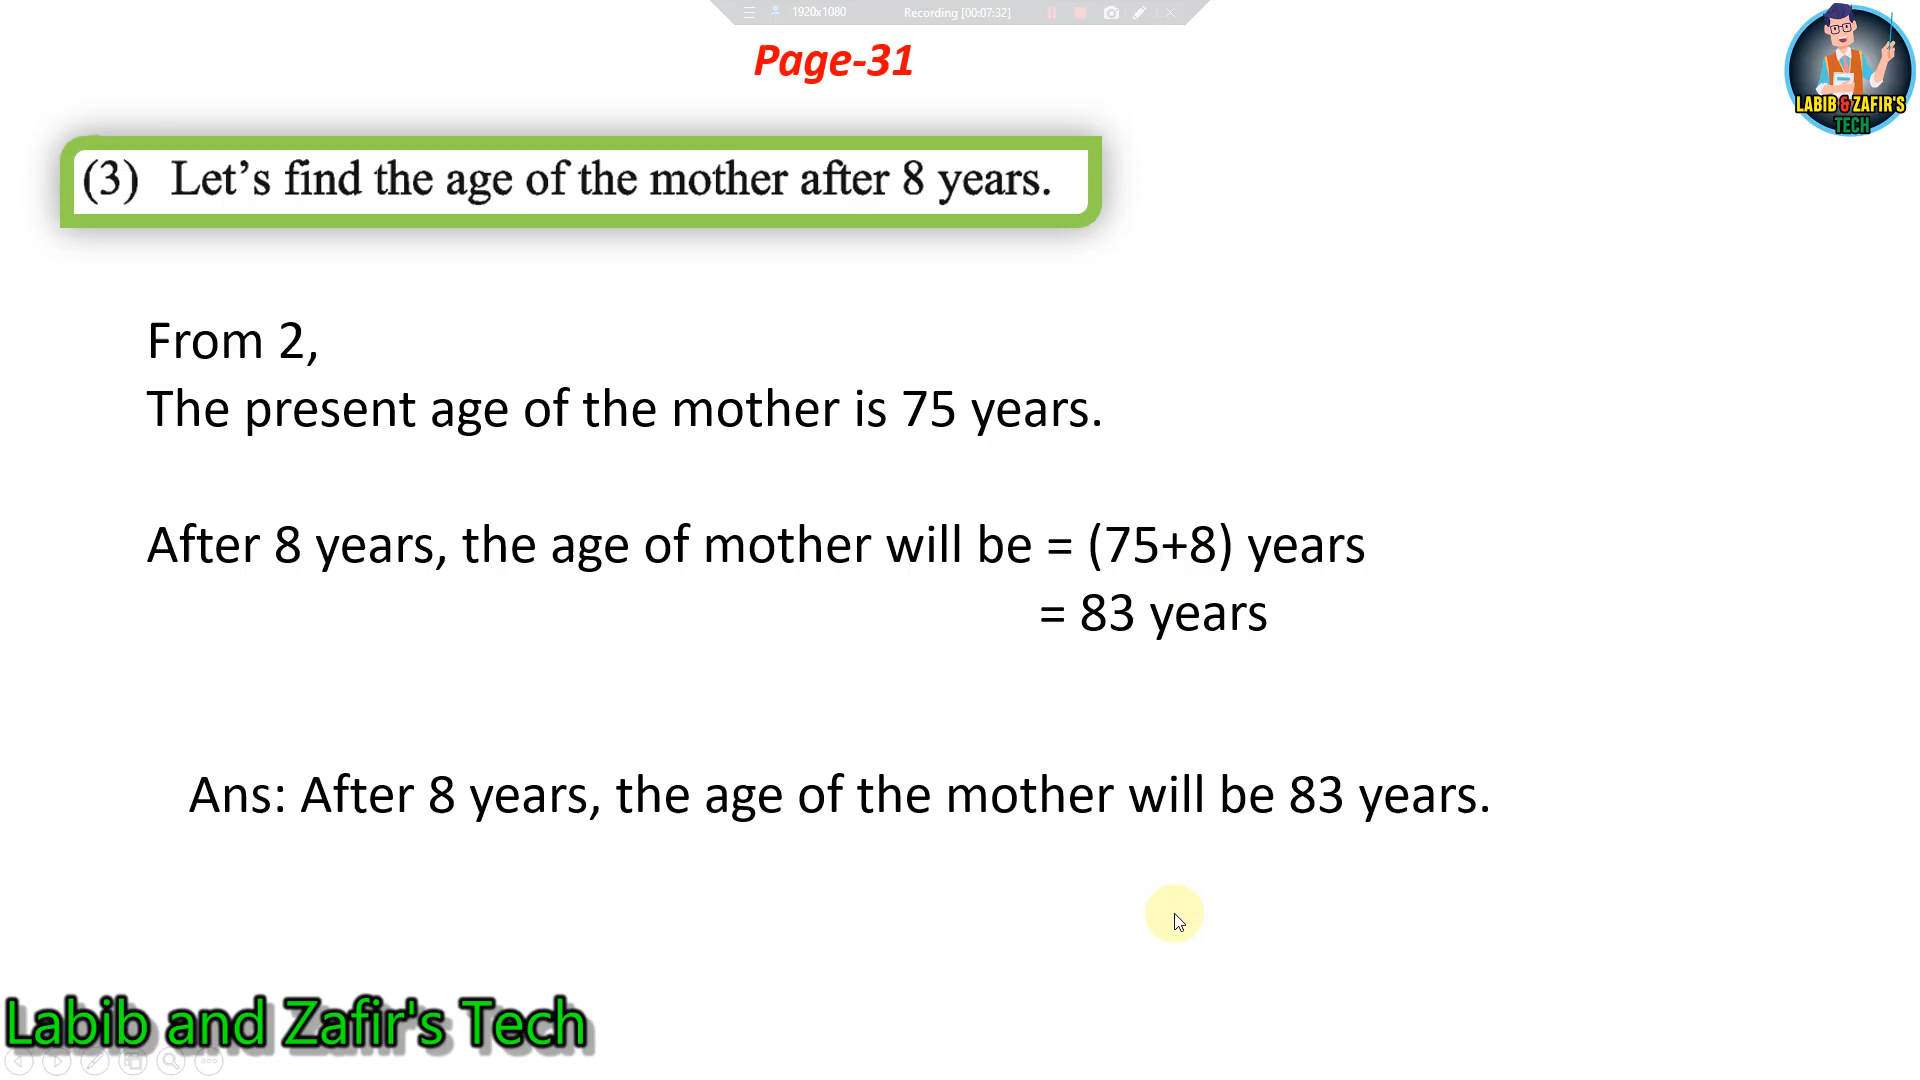 1920x1080 Recording [00:07:32]
Page-31
LABIB & ZAFIR'S
TECH
(3) Let’s find the age of the mother after 8 years.
From 2,
The present age of the mother is 75 years.
After 8 years, the age of mother will be = (75+8) years
= 83 years
Ans: After 8 years, the age of the mother will be 83 years.
Labib and Zafir's Tech